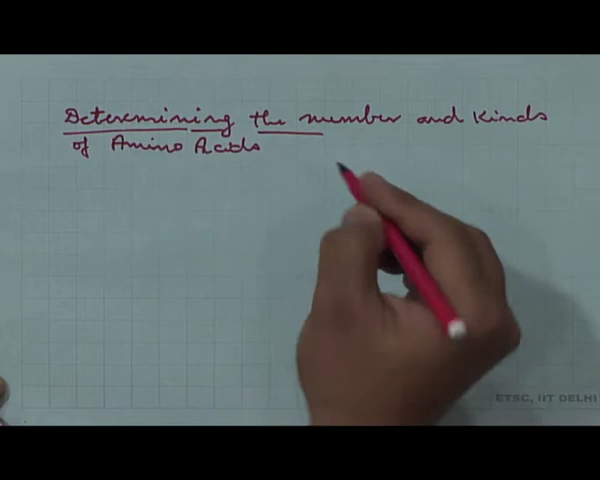 Determining the number and Kinds
of Amino Acids
ETSC, IIT DELHI